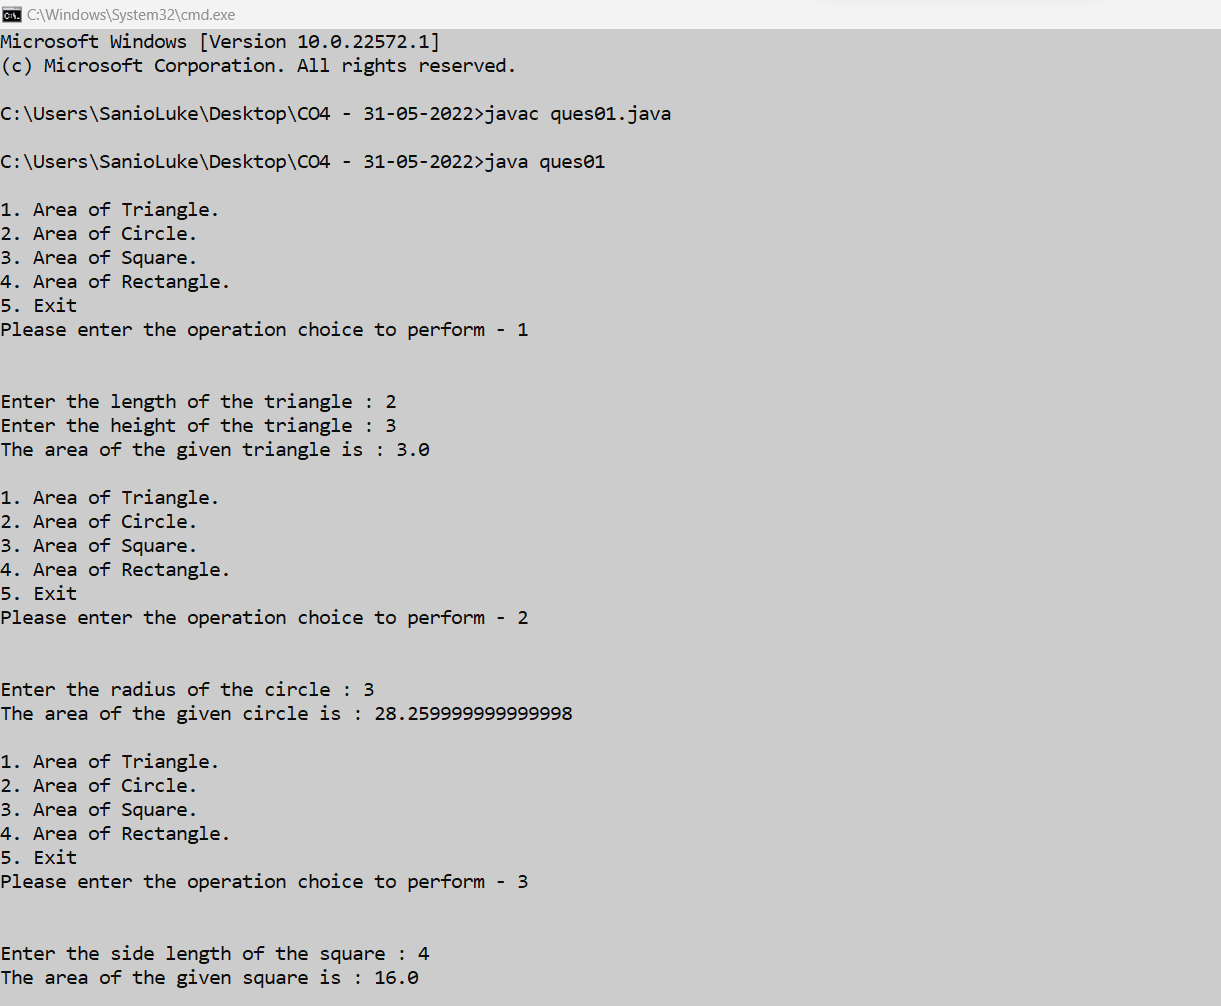 C:\Windows\System32\cmd.exe
Microsoft Windows [Version 10.0.22572.1]
(c) Microsoft Corporation. All rights reserved.
C:\Users\SanioLuke\Desktop\CO4 - 31-05-2022>javac ques01.java
C:\Users\SanioLuke\Desktop\CO4 - 31-05-2022>java ques01
1. Area of Triangle.
2. Area of Circle.
3. Area of Square.
4. Area of Rectangle.
5. Exit
Please enter the operation choice to perform - 1
Enter the length of the triangle : 2
Enter the height of the triangle : 3
The area of the given triangle is : 3.0
1. Area of Triangle.
2. Area of Circle.
3. Area of Square.
4. Area of Rectangle.
5. Exit
Please enter the operation choice to perform - 2
Enter the radius of the circle : 3
The area of the given circle is : 28.259999999999998
1. Area of Triangle.
2. Area of Circle.
3. Area of Square.
4. Area of Rectangle.
5. Exit
Please enter the operation choice to perform - 3
Enter the side length of the square : 4
The area of the given square is : 16.0